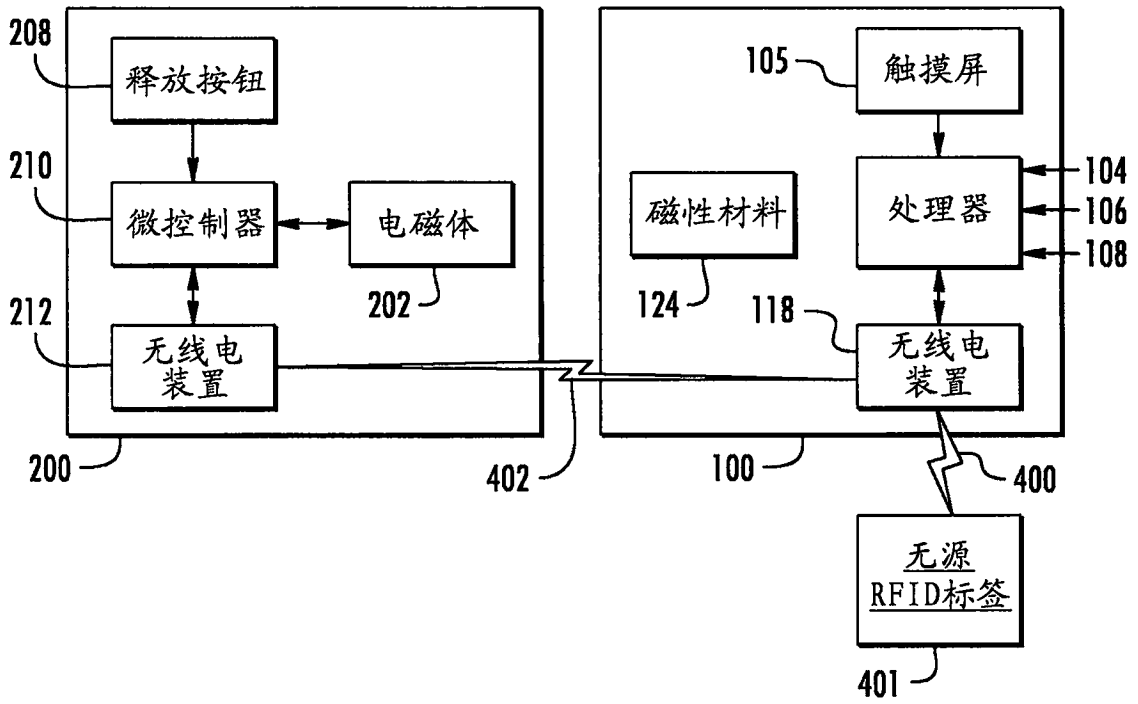 208
释放按钮
210
微控制器
电磁体
202
212
无线电
装置
200
402
105
触摸屏
处理器
104
106
108
磁性材料
124
118
无线电
装置
100
400
无源
RFID标签
401